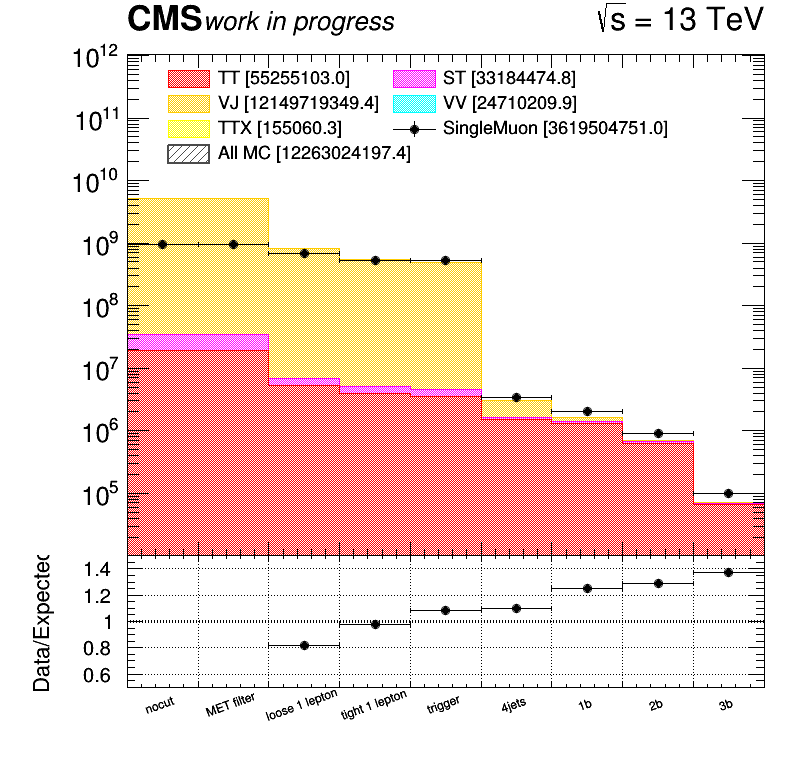 CMS work in progress √s = 13 TeV
10^12
TT [55255103.0] ST [33184474.8]
VJ [12149719349.4] VV [24710209.9]
TTX [155060.3] SingleMuon [3619504751.0]
All MC [12263024197.4]
10^11
10^10
10^9
10^8
10^7
10^6
10^5
Data/Expected
1.4
1.2
1
0.8
0.6
nocut MET filter loose 1 lepton tight 1 lepton trigger 4jets 1b 2b 3b